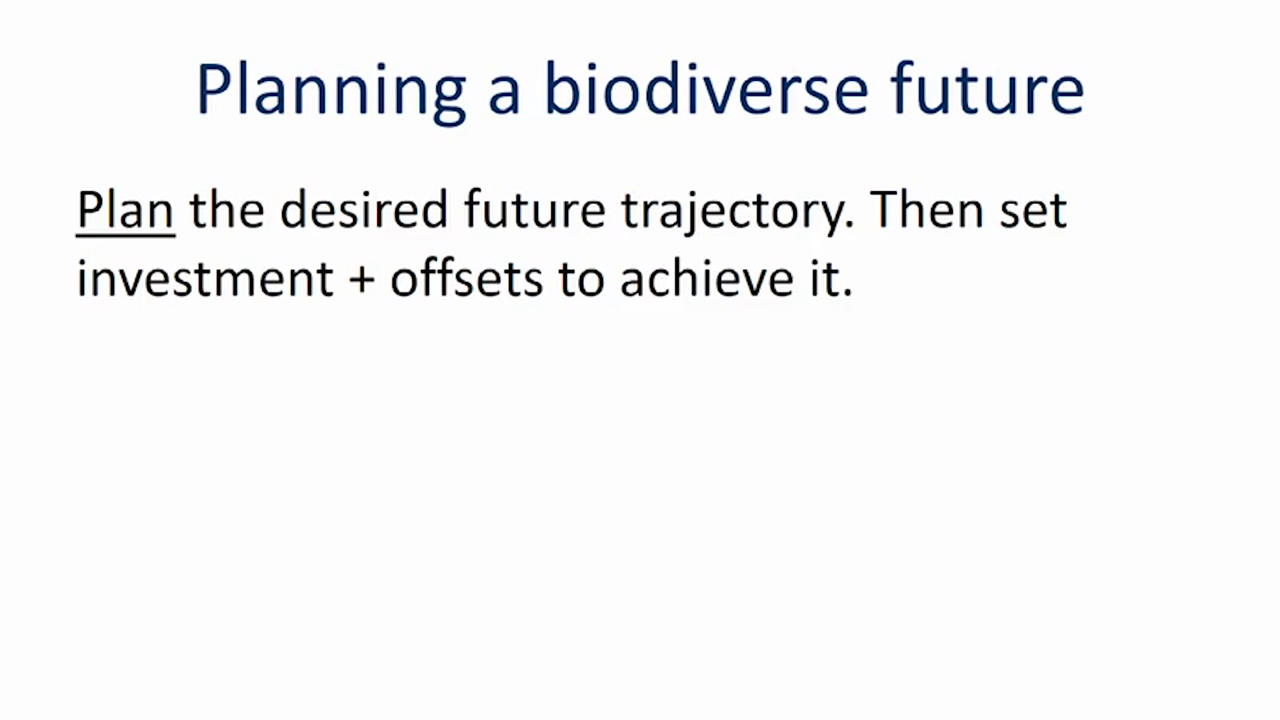 Planning a biodiverse future
Plan the desired future trajectory. Then set
investment + offsets to achieve it.